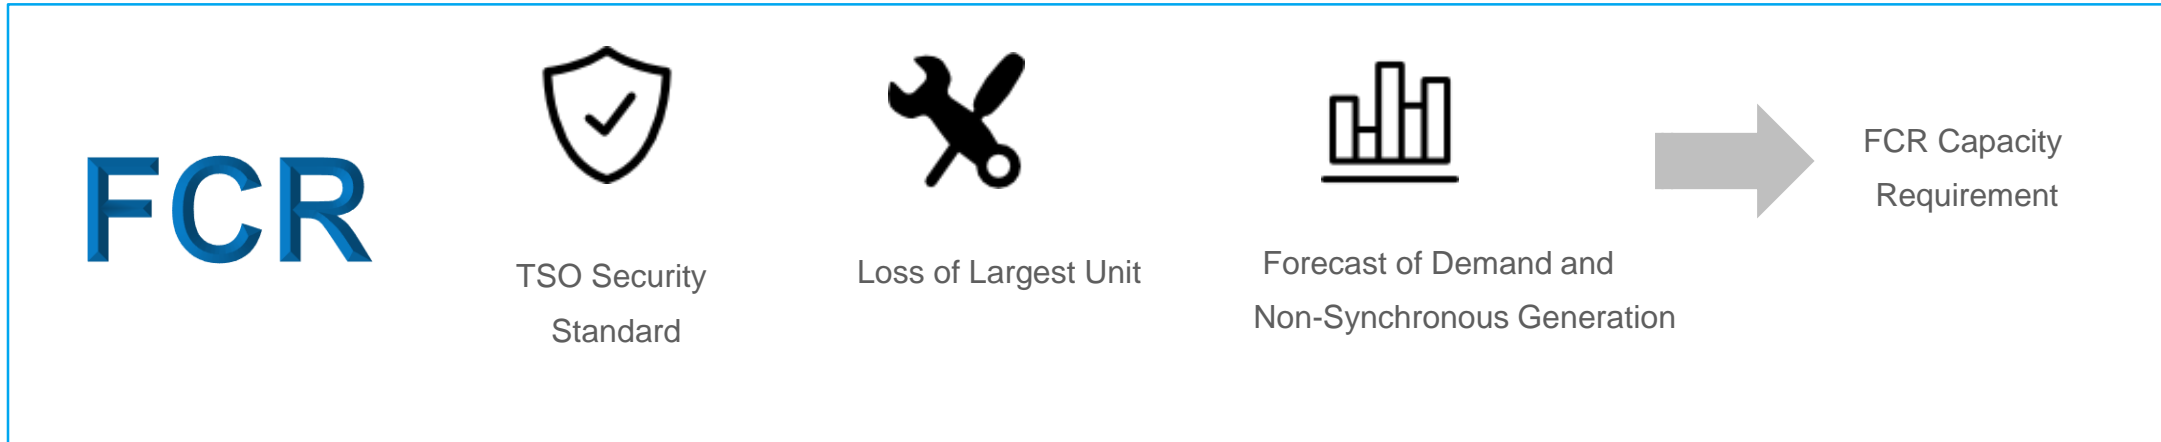 FCR
TSO Security
Standard
Loss of Largest Unit
Forecast of Demand and
Non-Synchronous Generation
FCR Capacity
Requirement